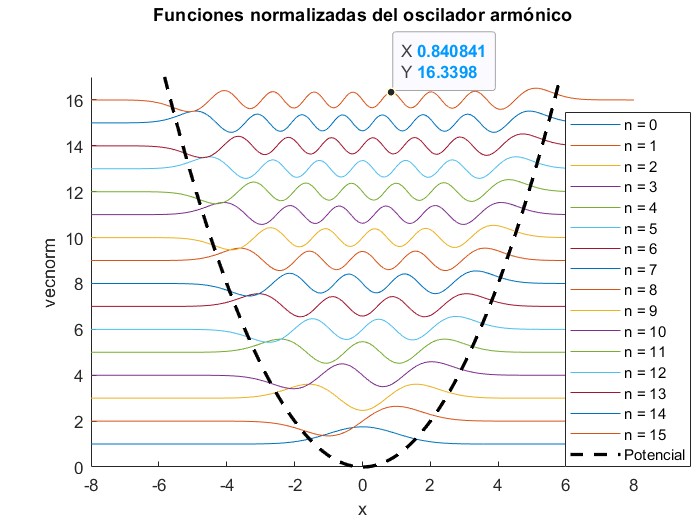 Funciones normalizadas del oscilador armónico
X 0.840841
Y 16.3398
16
14
12
10
8
6
4
2
0
vecnorm
-8 -6 -4 -2 0 2 4 6 8
x
n = 0
n = 1
n = 2
n = 3
n = 4
n = 5
n = 6
n = 7
n = 8
n = 9
n = 10
n = 11
n = 12
n = 13
n = 14
n = 15
Potencial